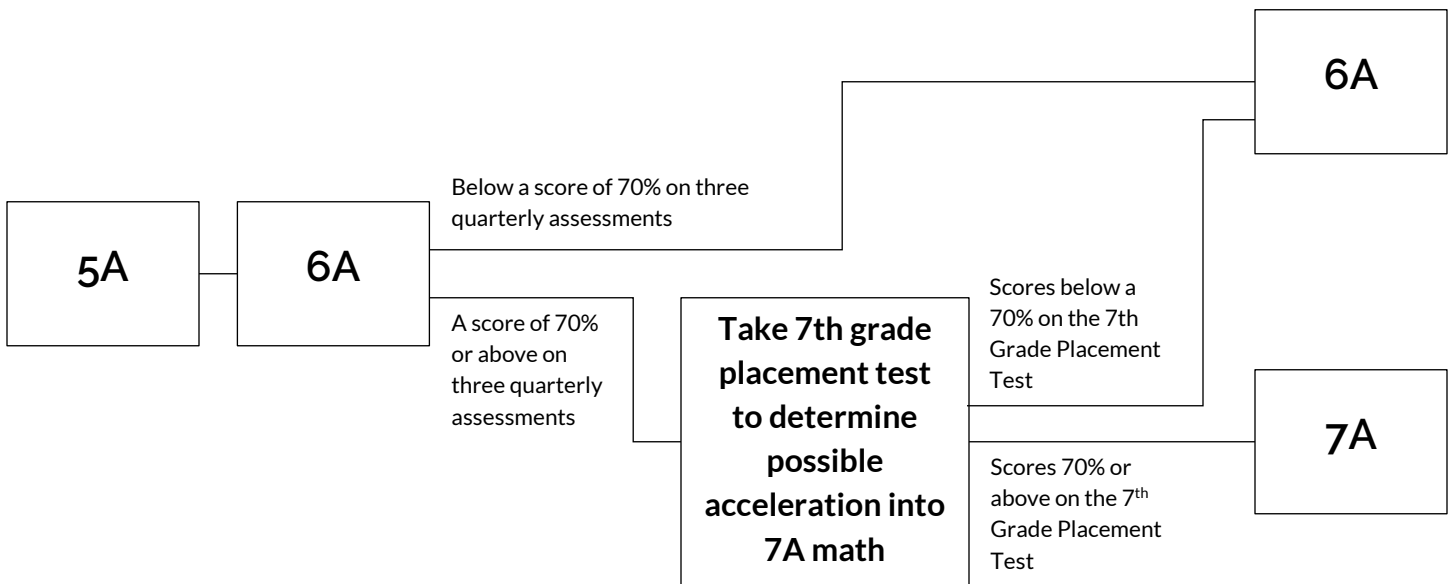 6A
Below a score of 70% on three
quarterly assessments
5A
6A
A score of 70%
or above on
three quarterly
assessments
Take 7th grade
placement test
to determine
possible
acceleration into
7A math
Scores below a
70% on the 7th
Grade Placement
Test
7A
Scores 70% or
above on the 7th
Grade Placement
Test